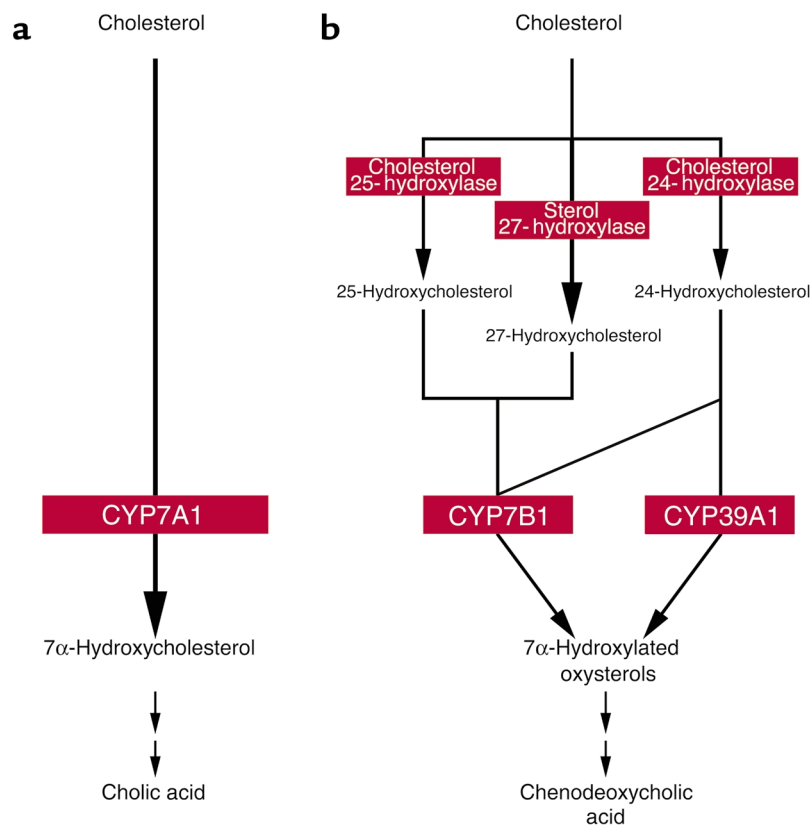 a
Cholesterol
CYP7A1
7α-Hydroxycholesterol
Cholic acid
b
Cholesterol
Cholesterol
25-hydroxylase
Sterol
27-hydroxylase
Cholesterol
24-hydroxylase
25-Hydroxycholesterol
27-Hydroxycholesterol
24-Hydroxycholesterol
CYP7B1
CYP39A1
7α-Hydroxylated
oxysterols
Chenodeoxycholic
acid